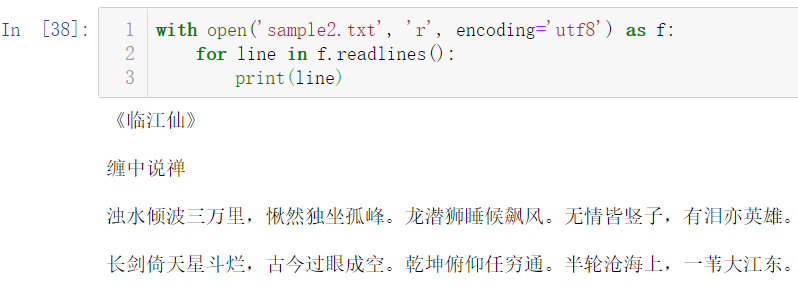 In [38]:
1 with open('sample2.txt', 'r', encoding='utf8') as f:
2     for line in f.readlines():
3         print(line)
《临江仙》
缠中说禅
浊水倾波三万里，愀然独坐孤峰。龙潜狮睡候飙风。无情皆竖子，有泪亦英雄。
长剑倚天星斗烂，古今过眼成空。乾坤俯仰任穷通。半轮沧海上，一苇大江东。